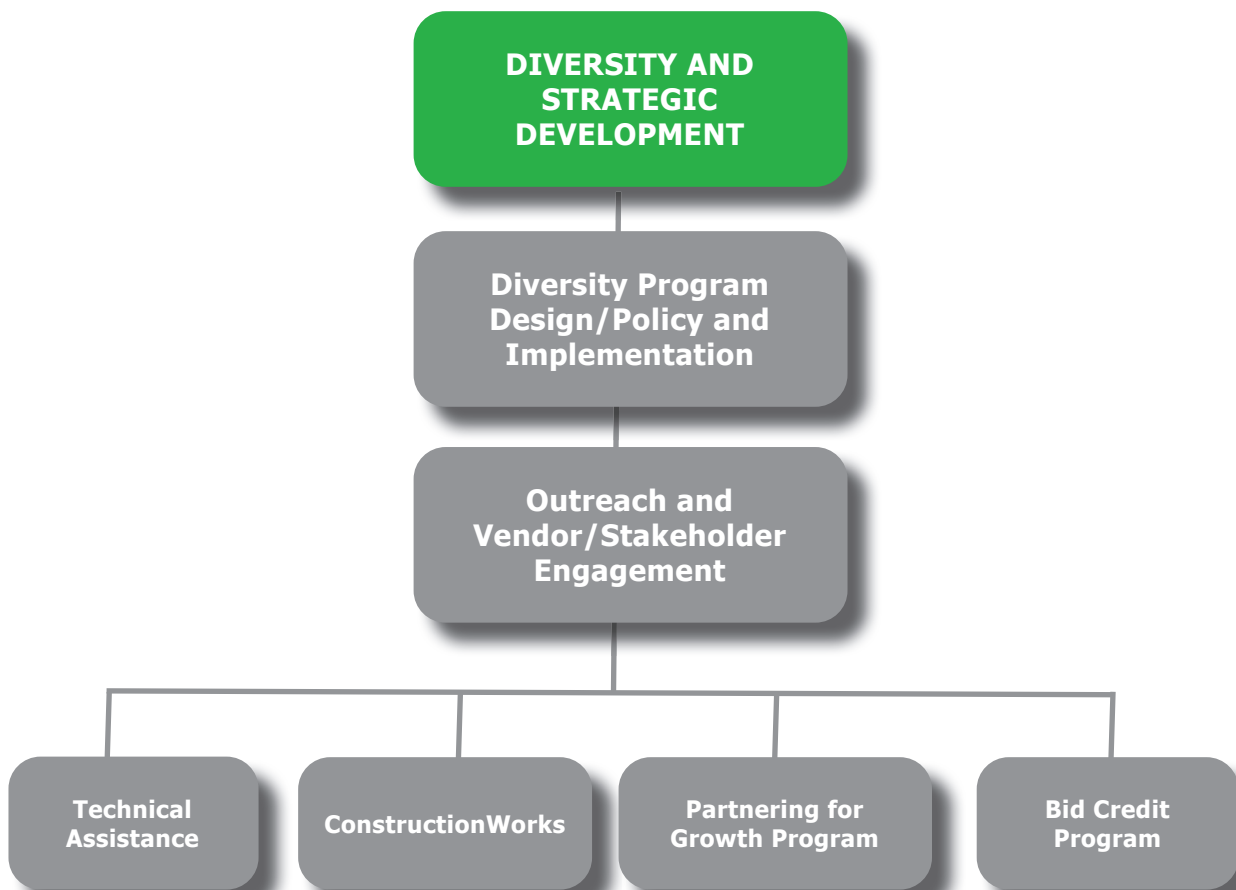 DIVERSITY AND
STRATEGIC
DEVELOPMENT
Diversity Program
Design/Policy and
Implementation
Outreach and
Vendor/Stakeholder
Engagement
Technical
Assistance
ConstructionWorks
Partnering for
Growth Program
Bid Credit
Program